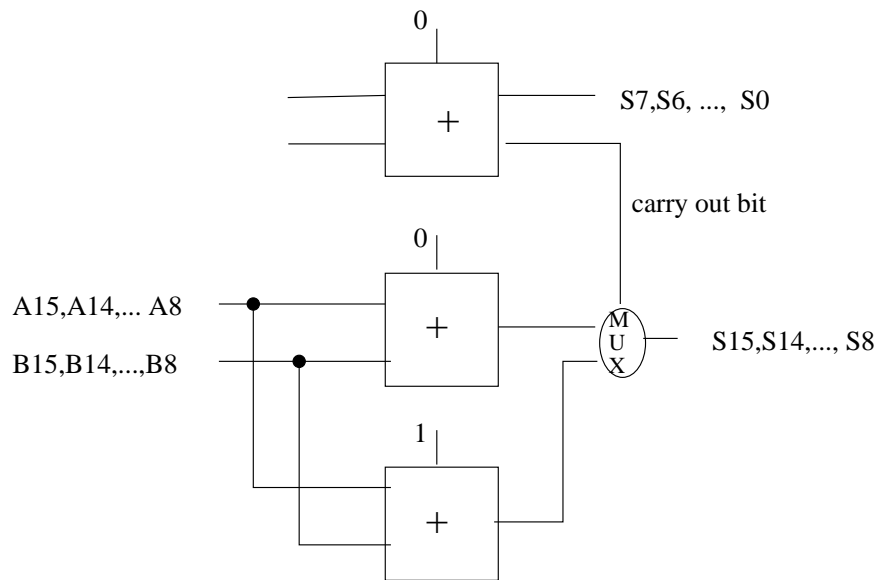 0
+
S7,S6, ..., S0
carry out bit
0
A15,A14,... A8
B15,B14,...,B8
+
M
U
X
S15,S14,..., S8
1
+